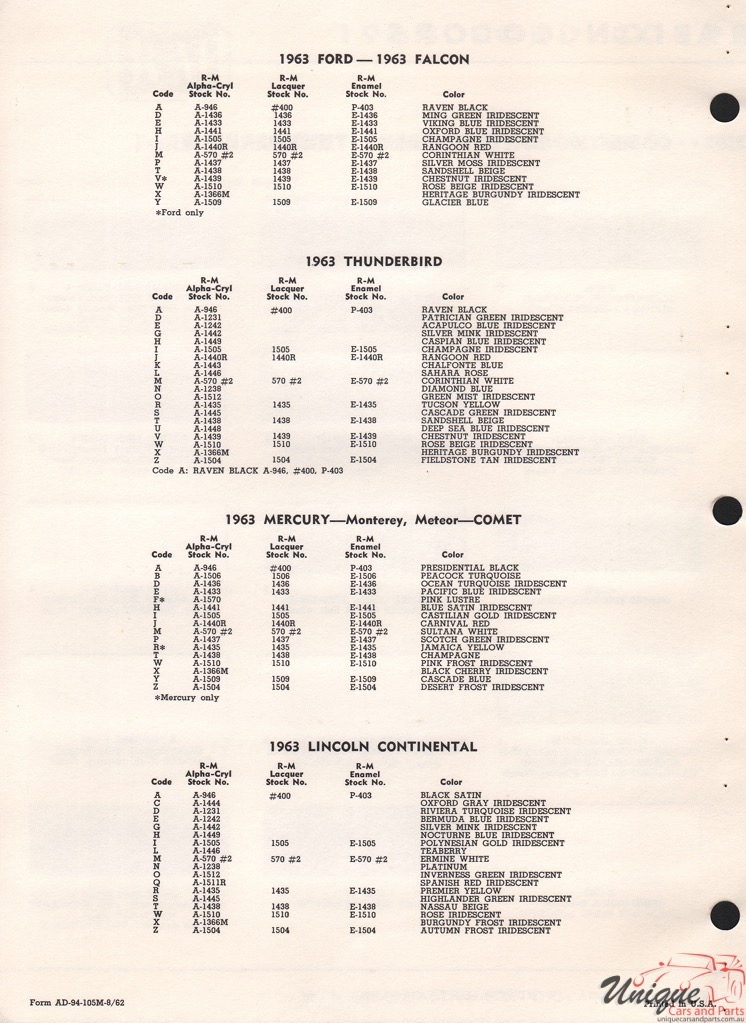 1963 FORD — 1963 FALCON
R-M R-M R-M
Alpha-Cryl Lacquer Enamel
Code Stock No. Stock No. Stock No. Color
A A-946 #400 P-403 RAVEN BLACK
D A-1436 1436 E-1436 MING GREEN IRIDESCENT
E A-1433 1433 E-1433 VIKING BLUE IRIDESCENT
H A-1441 1441 E-1441 OXFORD BLUE IRIDESCENT
I A-1505 1505 E-1505 CHAMPAGNE IRIDESCENT
J A-1440R 1440R E-1440R RANGOON RED
M A-570 #2 570 #2 E-570 #2 CORINTHIAN WHITE
P A-1437 1437 E-1437 SILVER MOSS IRIDESCENT
T A-1438 1438 E-1438 SANDSHELL BEIGE
V* A-1439 1439 E-1439 CHESTNUT IRIDESCENT
W A-1510 1510 E-1510 ROSE BEIGE IRIDESCENT
X A-1366M HERITAGE BURGUNDY IRIDESCENT
Y A-1509 1509 E-1509 GLACIER BLUE
*Ford only
1963 THUNDERBIRD
R-M R-M R-M
Alpha-Cryl Lacquer Enamel
Code Stock No. Stock No. Stock No. Color
A A-946 #400 P-403 RAVEN BLACK
D A-1231 PATRICIAN GREEN IRIDESCENT
E A-1242 ACAPULCO BLUE IRIDESCENT
G A-1442 SILVER MINK IRIDESCENT
H A-1449 CASPIAN BLUE IRIDESCENT
I A-1505 1505 E-1505 CHAMPAGNE IRIDESCENT
J A-1440R 1440R E-1440R RANGOON RED
K A-1443 CHALFONTE BLUE
L A-1446 SAHARA ROSE
M A-570 #2 570 #2 E-570 #2 CORINTHIAN WHITE
N A-1238 DIAMOND BLUE
O A-1512 GREEN MIST IRIDESCENT
R A-1435 1435 E-1435 TUCSON YELLOW
S A-1445 CASCADE GREEN IRIDESCENT
T A-1438 1438 E-1438 SANDSHELL BEIGE
U A-1448 DEEP SEA BLUE IRIDESCENT
V A-1439 1439 E-1439 CHESTNUT IRIDESCENT
W A-1510 1510 E-1510 ROSE BEIGE IRIDESCENT
X A-1366M HERITAGE BURGUNDY IRIDESCENT
Z A-1504 1504 E-1504 FIELDSTONE TAN IRIDESCENT
Code A: RAVEN BLACK A-946, #400, P-403
1963 MERCURY—Monterey, Meteor—COMET
R-M R-M R-M
Alpha-Cryl Lacquer Enamel
Code Stock No. Stock No. Stock No. Color
A A-946 #400 P-403 PRESIDENTIAL BLACK
B A-1506 1506 E-1506 PEACOCK TURQUOISE
D A-1436 1436 E-1436 OCEAN TURQUOISE IRIDESCENT
E A-1433 1433 E-1433 PACIFIC BLUE IRIDESCENT
F* A-1570 PINK LUSTRE
H A-1441 1441 E-1441 BLUE SATIN IRIDESCENT
I A-1505 1505 E-1505 CASTILIAN GOLD IRIDESCENT
J A-1440R 1440R E-1440R CARNIVAL RED
M A-570 #2 570 #2 E-570 #2 SULTANA WHITE
P A-1437 1437 E-1437 SCOTCH GREEN IRIDESCENT
R* A-1435 1435 E-1435 JAMAICA YELLOW
T A-1438 1438 E-1438 CHAMPAGNE
W A-1510 1510 E-1510 PINK FROST IRIDESCENT
X A-1366M BLACK CHERRY IRIDESCENT
Y A-1509 1509 E-1509 CASCADE BLUE
Z A-1504 1504 E-1504 DESERT FROST IRIDESCENT
*Mercury only
1963 LINCOLN CONTINENTAL
R-M R-M R-M
Alpha-Cryl Lacquer Enamel
Code Stock No. Stock No. Stock No. Color
A A-946 #400 P-403 BLACK SATIN
C A-1444 OXFORD GRAY IRIDESCENT
D A-1231 RIVIERA TURQUOISE IRIDESCENT
E A-1242 BERMUDA BLUE IRIDESCENT
G A-1442 SILVER MINK IRIDESCENT
H A-1449 NOCTURNE BLUE IRIDESCENT
I A-1505 1505 E-1505 POLYNESIAN GOLD IRIDESCENT
L A-1446 TEABERRY
M A-570 #2 570 #2 E-570 #2 ERMINE WHITE
N A-1238 PLATINUM
O A-1512 INVERNESS GREEN IRIDESCENT
Q A-1511R SPANISH RED IRIDESCENT
R A-1435 1435 E-1435 PREMIER YELLOW
S A-1445 HIGHLANDER GREEN IRIDESCENT
T A-1438 1438 E-1438 NASSAU BEIGE
W A-1510 1510 E-1510 ROSE IRIDESCENT
X A-1366M BURGUNDY FROST IRIDESCENT
Z A-1504 1504 E-1504 AUTUMN FROST IRIDESCENT
Form AD-94-105M-8/62 in U.S.A.
Unique Cars and Parts
uniquecarsandparts.com.au